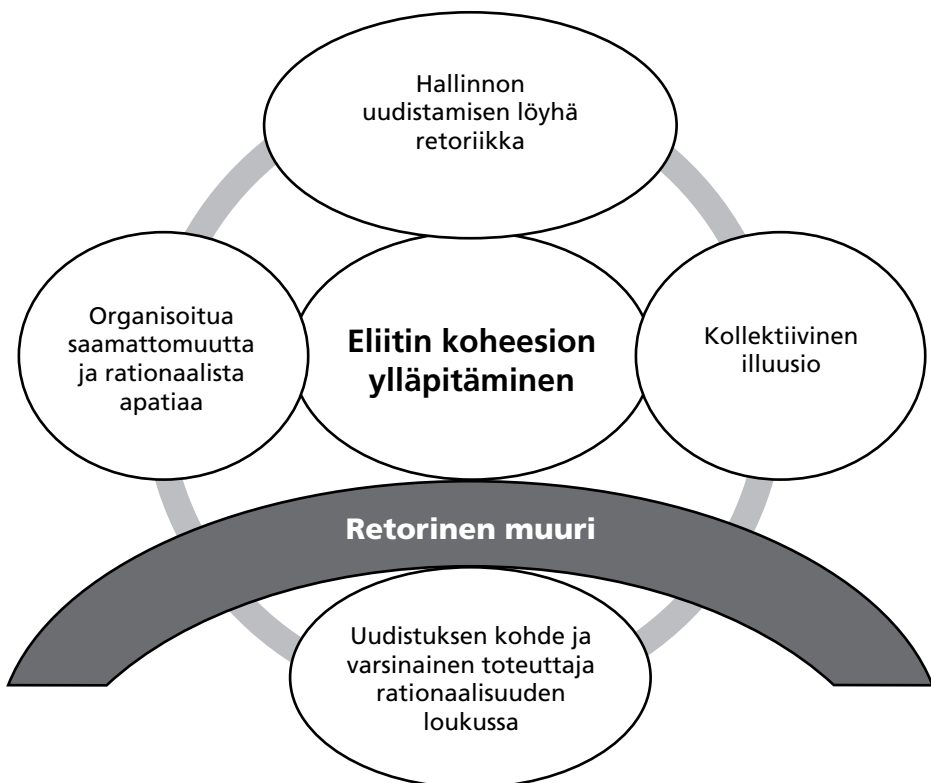 Hallinnon
uudistamisen löyhä
retoriikka
Organisoitua
saamattomuutta
ja rationaalista
apatiaa
Eliitin koheesion
ylläpitäminen
Kollektiivinen
illuusio
Retorinen muuri
Uudistuksen kohde ja
varsinainen toteuttaja
rationaalisuuden
loukussa